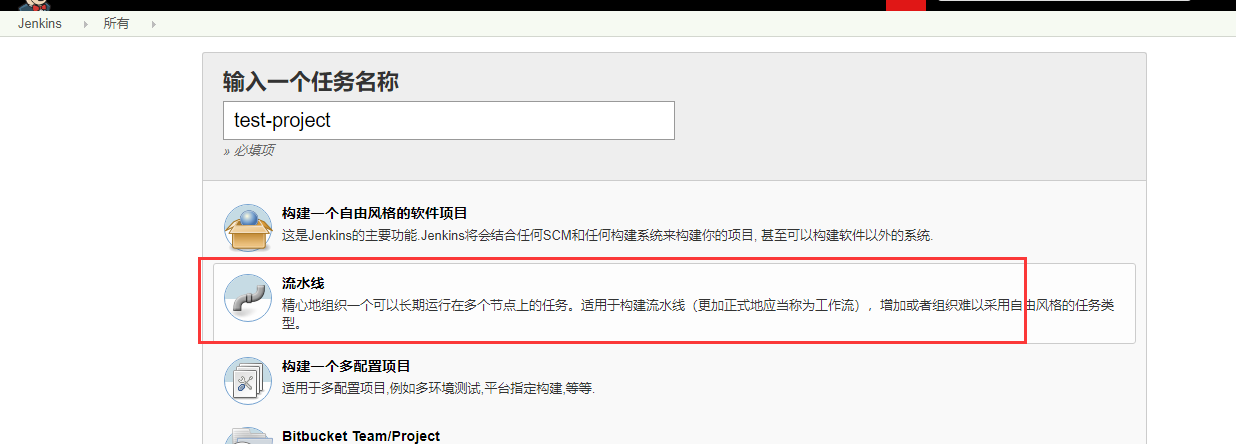 Jenkins 所有
输入一个任务名称
test-project
» 必填项
构建一个自由风格的软件项目
这是Jenkins的主要功能.Jenkins将会结合任何SCM和任何构建系统来构建你的项目, 甚至可以构建软件以外的系统.
流水线
精心地组织一个可以长期运行在多个节点上的任务。适用于构建流水线（更加正式地应当称为工作流），增加或者组织难以采用自由风格的任务类
型。
构建一个多配置项目
适用于多配置项目,例如多环境测试,平台指定构建,等等.
Bitbucket Team/Project